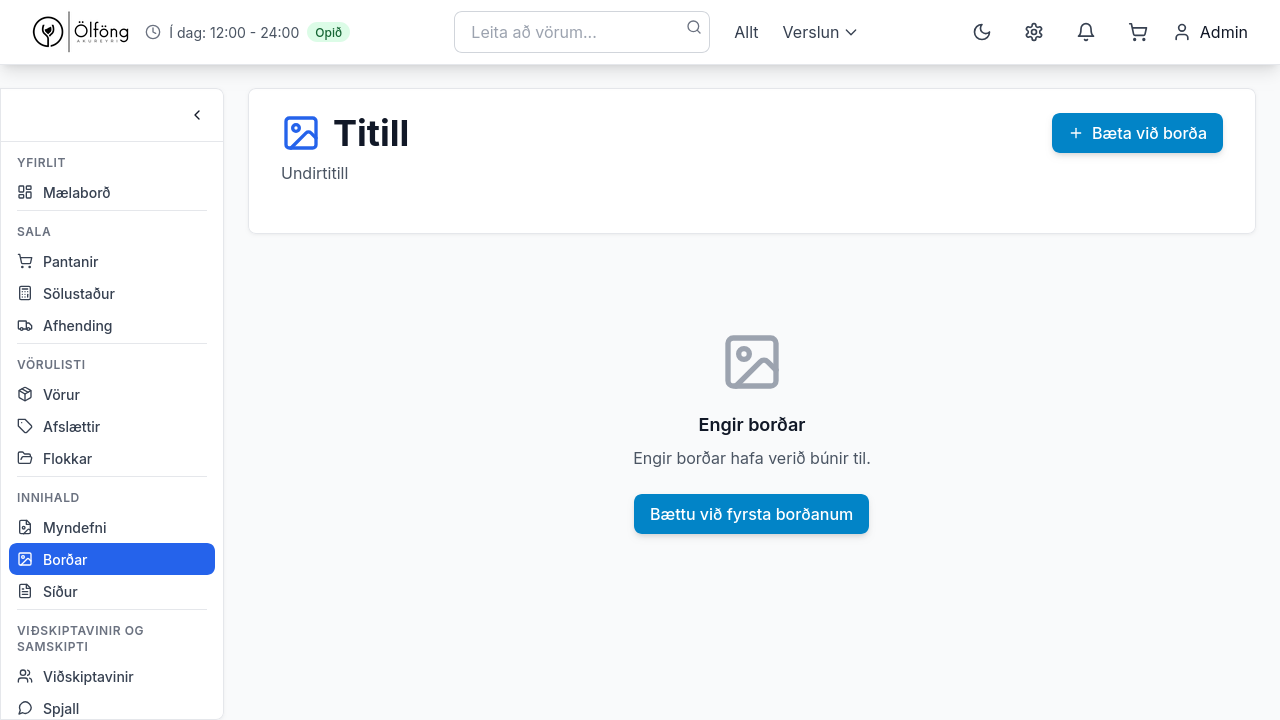 Ölföng
AKUREYRI
Í dag: 12:00 - 24:00
Opið
Leita að vörum...
Allt
Verslun
Admin
YFIRLIT
Mælaborð
SALA
Pantanir
Sölustaður
Afhending
VÖRULISTI
Vörur
Afslættir
Flokkar
INNIHALD
Myndefni
Borðar
Síður
VIÐSKIPTAVINIR OG
SAMSKIPTI
Viðskiptavinir
Spjall
Titill
Undirtitill
Bæta við borða
Engir borðar
Engir borðar hafa verið búnir til.
Bættu við fyrsta borðanum